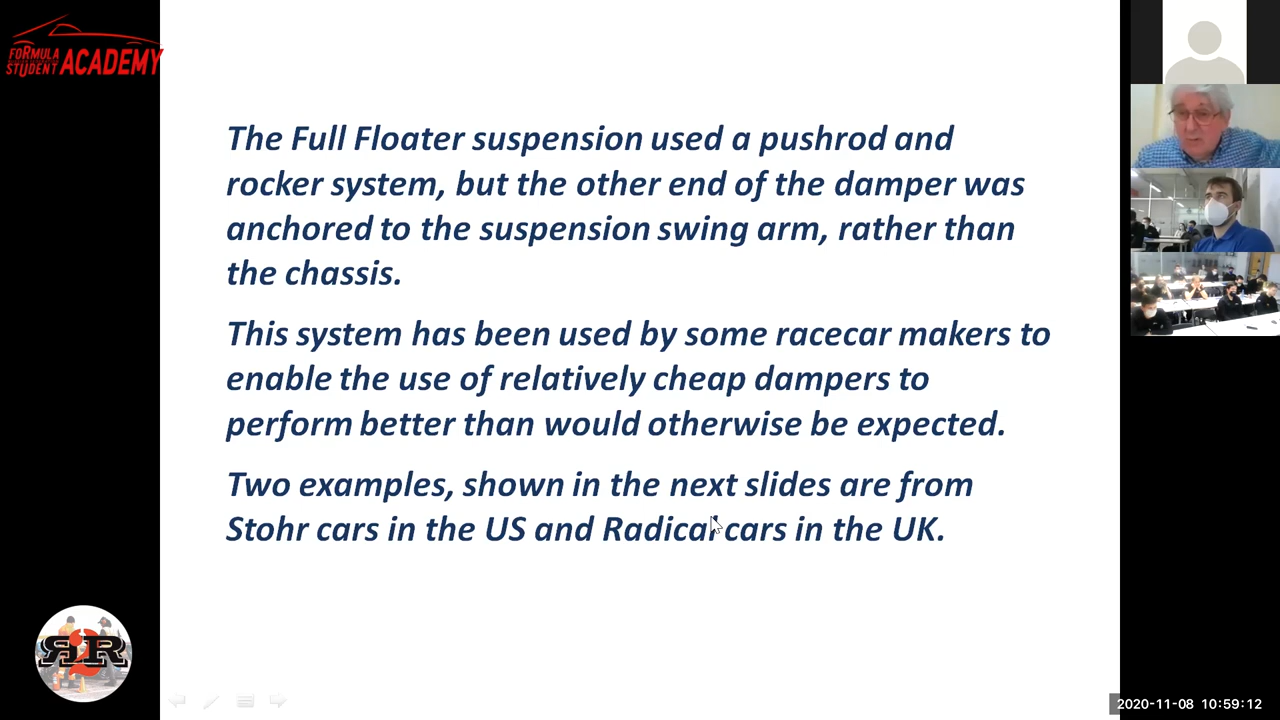 FORMULA
STUDENT ACADEMY
The Full Floater suspension used a pushrod and
rocker system, but the other end of the damper was
anchored to the suspension swing arm, rather than
the chassis.
This system has been used by some racecar makers to
enable the use of relatively cheap dampers to
perform better than would otherwise be expected.
Two examples, shown in the next slides are from
Stohr cars in the US and Radical cars in the UK.
R2R
2020-11-08 10:59:12